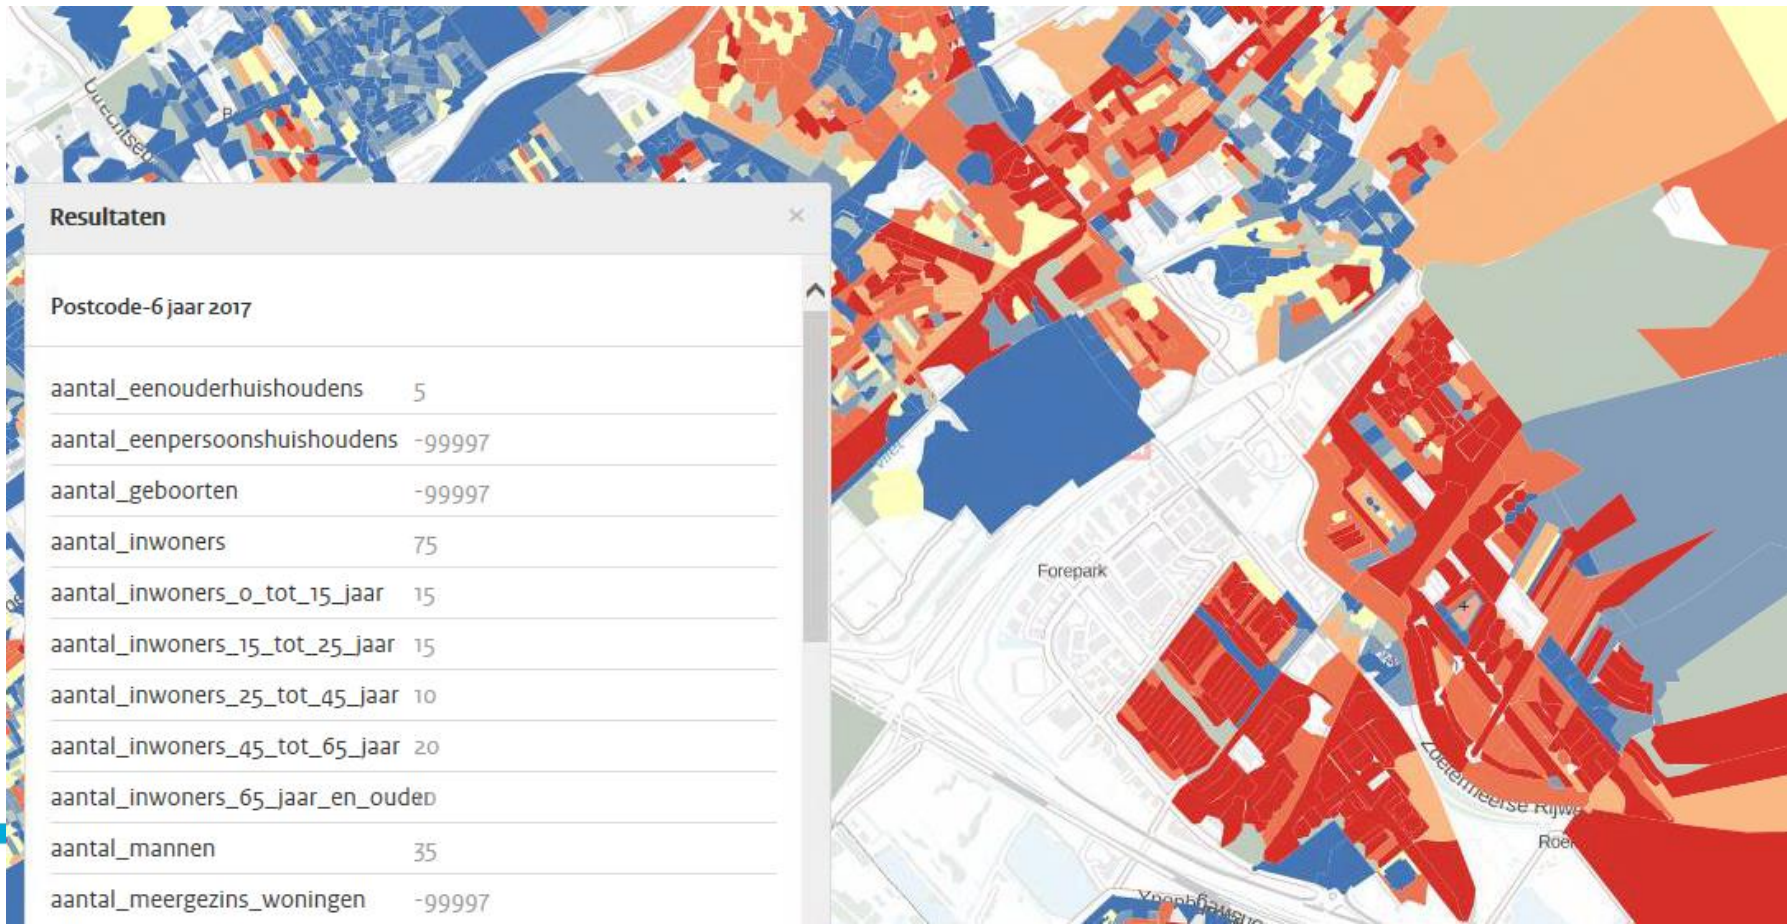 Resultaten
×
Postcode-6 jaar 2017
aantal_eenouderhuishoudens 5
aantal_eenpersoonshuishoudens -99997
aantal_geboorten -99997
aantal_inwoners 75
aantal_inwoners_0_tot_15_jaar 15
aantal_inwoners_15_tot_25_jaar 15
aantal_inwoners_25_tot_45_jaar 10
aantal_inwoners_45_tot_65_jaar 20
aantal_mannen 35
aantal_meergezins_woningen -99997
Forepark
Zoetermeerse Rijweg